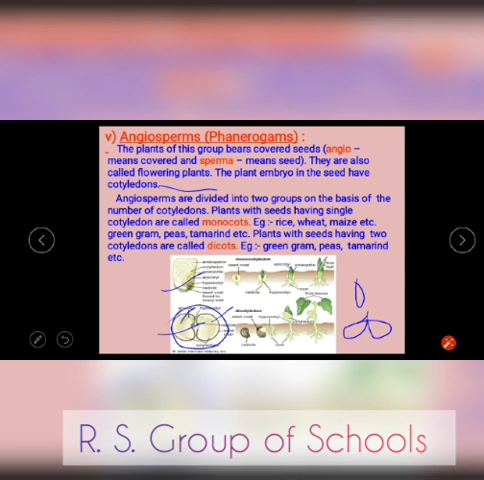 v) Angiosperms (Phanerogams) :
The plants of this group bears covered seeds (angio –
means covered and sperma – means seed). They are also
called flowering plants. The plant embryo in the seed have
cotyledons.
Angiosperms are divided into two groups on the basis of the
number of cotyledons. Plants with seeds having single
cotyledon are called monocots. Eg :- rice, wheat, maize etc.
green gram, peas, tamarind etc. Plants with seeds having two
cotyledons are called dicots. Eg :- green gram, peas, tamarind
etc.
R. S. Group of Schools